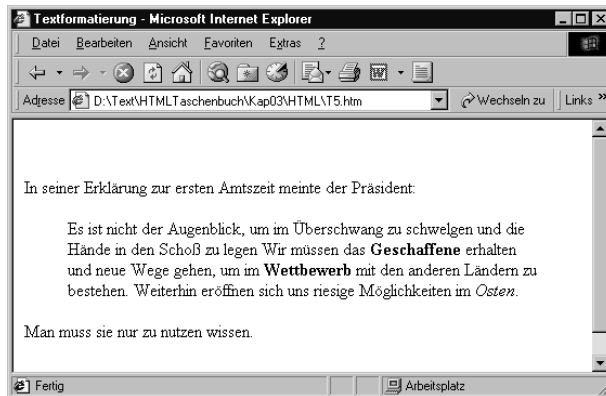 Textformatierung - Microsoft Internet Explorer
Datei Bearbeiten Ansicht Favoriten Extras ?
Adresse D:\Text\HTMLTaschenbuch\Kap03\HTML\T5.htm Wechseln zu Links »
In seiner Erklärung zur ersten Amtszeit meinte der Präsident:
Es ist nicht der Augenblick, um im Überschwang zu schwelgen und die
Hände in den Schoß zu legen Wir müssen das Geschaffene erhalten
und neue Wege gehen, um im Wettbewerb mit den anderen Ländern zu
bestehen. Weiterhin eröffnen sich uns riesige Möglichkeiten im Osten.
Man muss sie nur zu nutzen wissen.
Fertig Arbeitsplatz